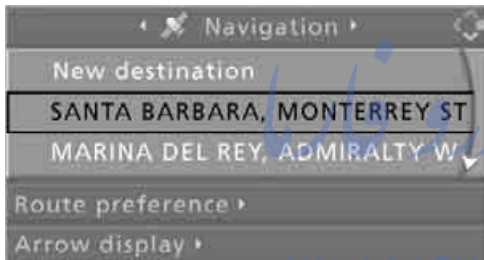 Navigation
New destination
SANTA BARBARA, MONTERREY ST
MARINA DEL REY, ADMIRALTY W
Route preference
Arrow display